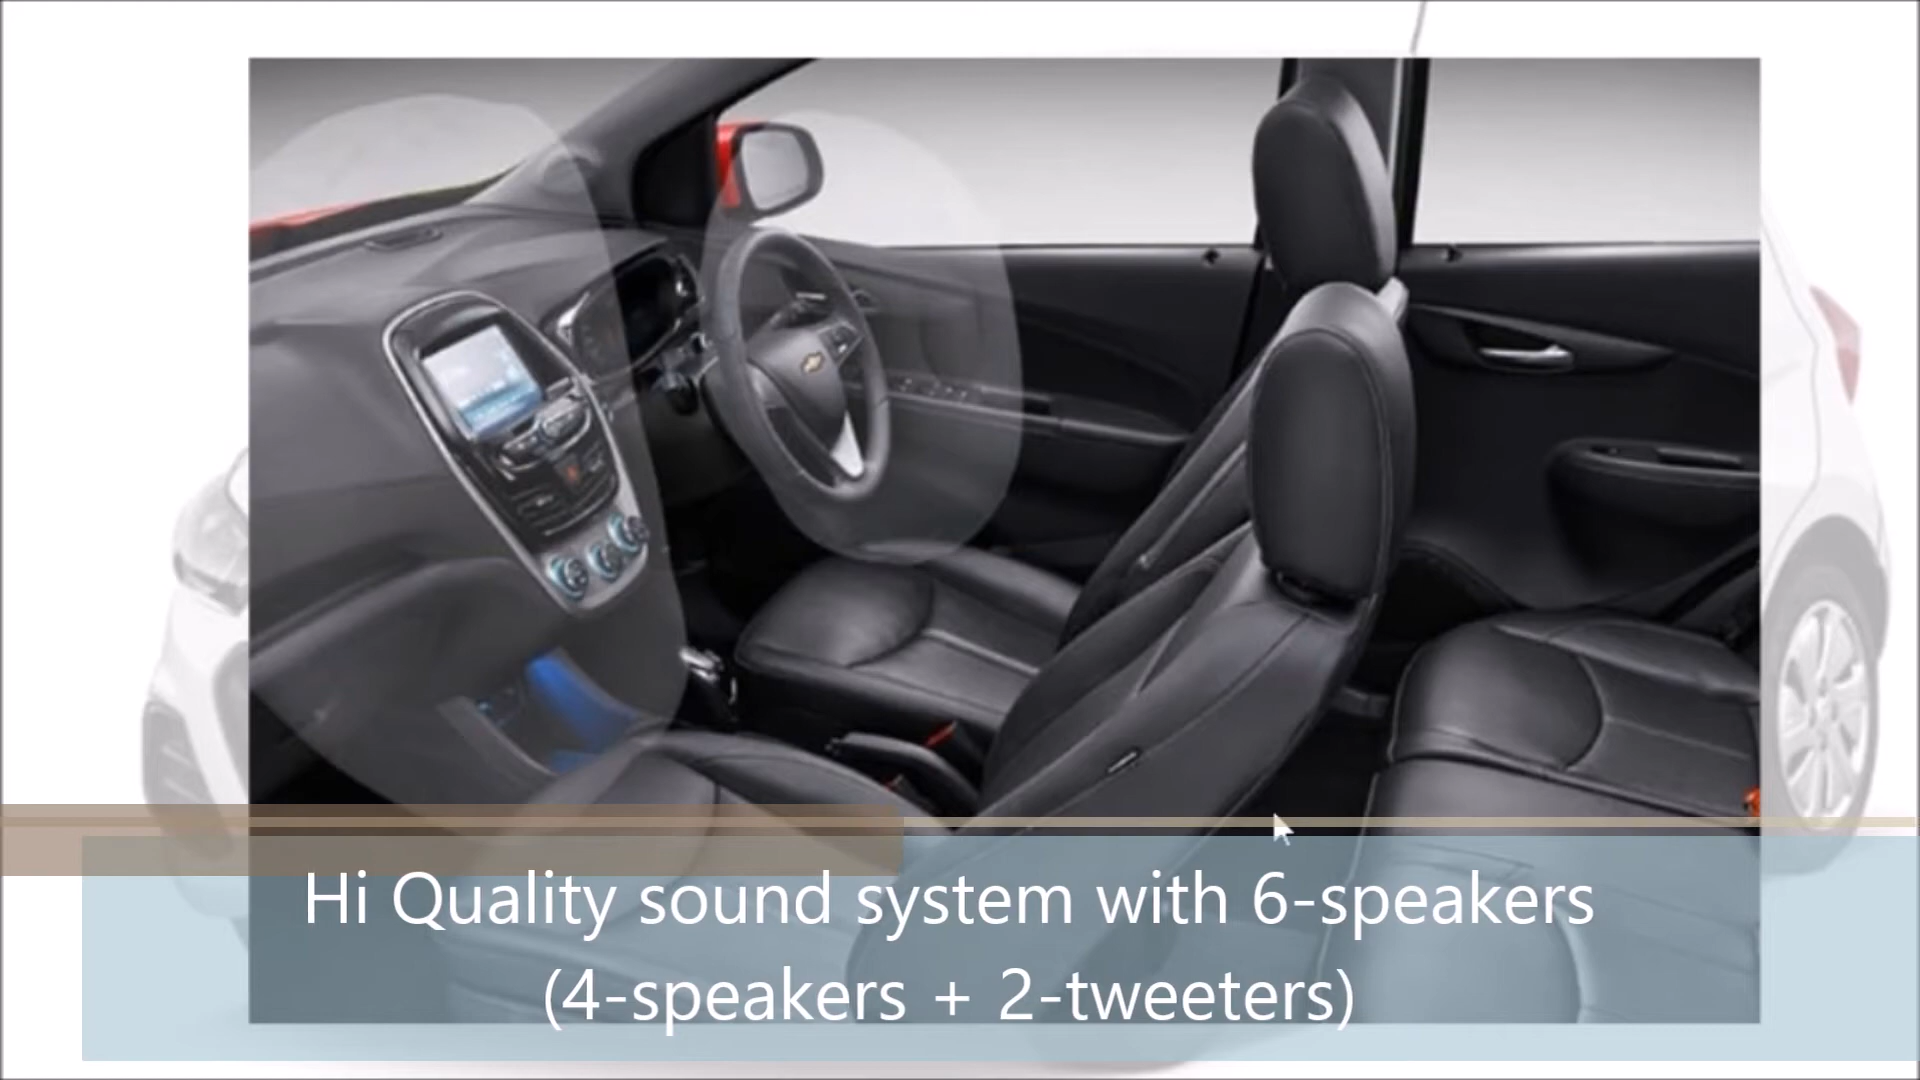 Hi Quality sound system with 6-speakers
(4-speakers + 2-tweeters)